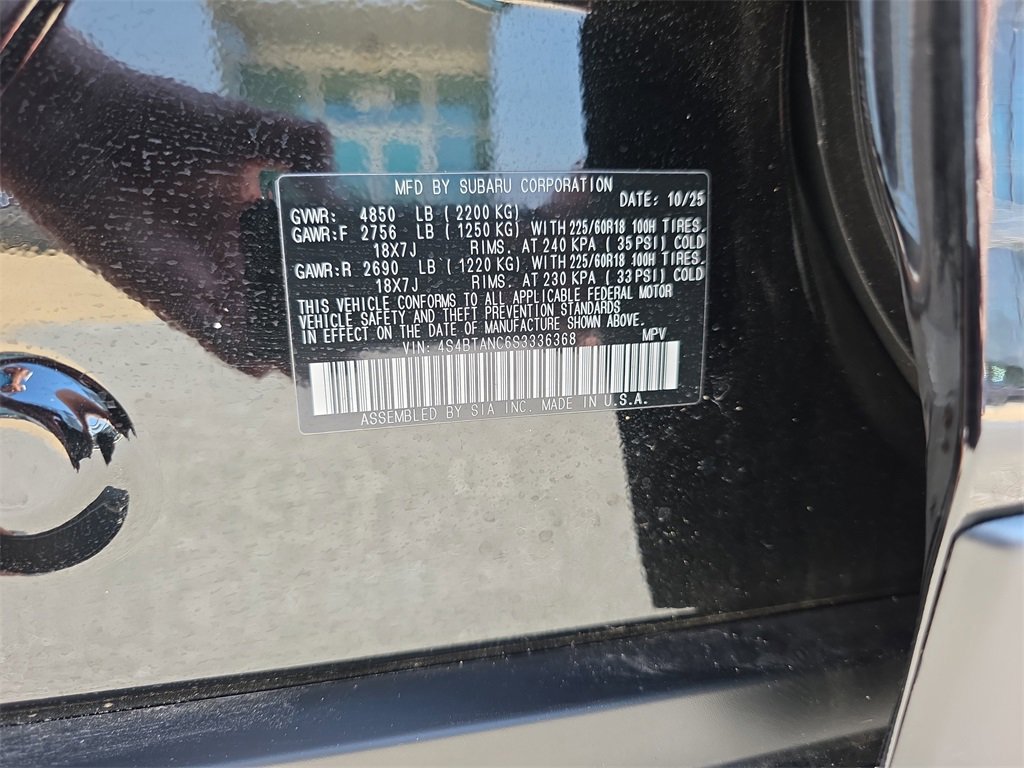 MFD BY SUBARU CORPORATION
DATE: 10/25
GVWR: 4850 LB (2200 KG)
GAWR:F 2756 LB (1250 KG) WITH 225/60R18 100H TIRES.
18X7J RIMS. AT 240 KPA (35 PSI) COLD
GAWR:R 2690 LB (1220 KG) WITH 225/60R18 100H TIRES.
18X7J RIMS. AT 230 KPA (33 PSI) COLD
THIS VEHICLE CONFORMS TO ALL APPLICABLE FEDERAL MOTOR
VEHICLE SAFETY AND THEFT PREVENTION STANDARDS
IN EFFECT ON THE DATE OF MANUFACTURE SHOWN ABOVE.
VIN: 4S4BTANC6S3336368 MPV
ASSEMBLED BY SIA INC. MADE IN U.S.A.